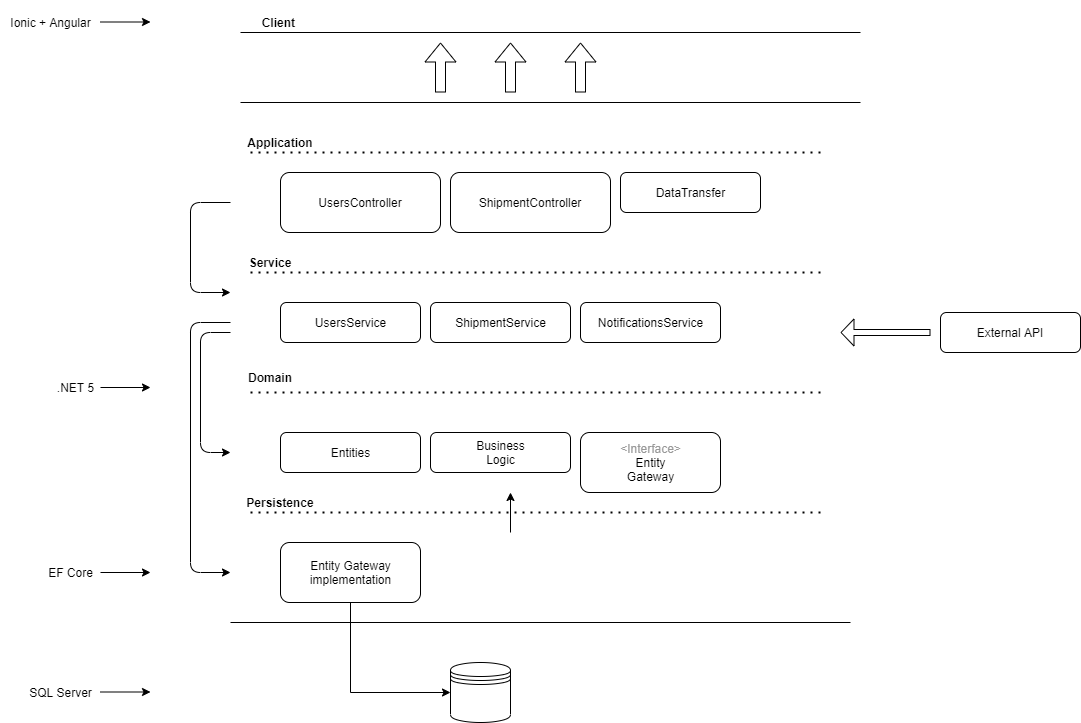 Ionic + Angular
Client
Application
UsersController
ShipmentController
DataTransfer
Service
UsersService
ShipmentService
NotificationsService
External API
.NET 5
Domain
Entities
Business
Logic
<Interface>
Entity
Gateway
Persistence
EF Core
Entity Gateway
implementation
SQL Server